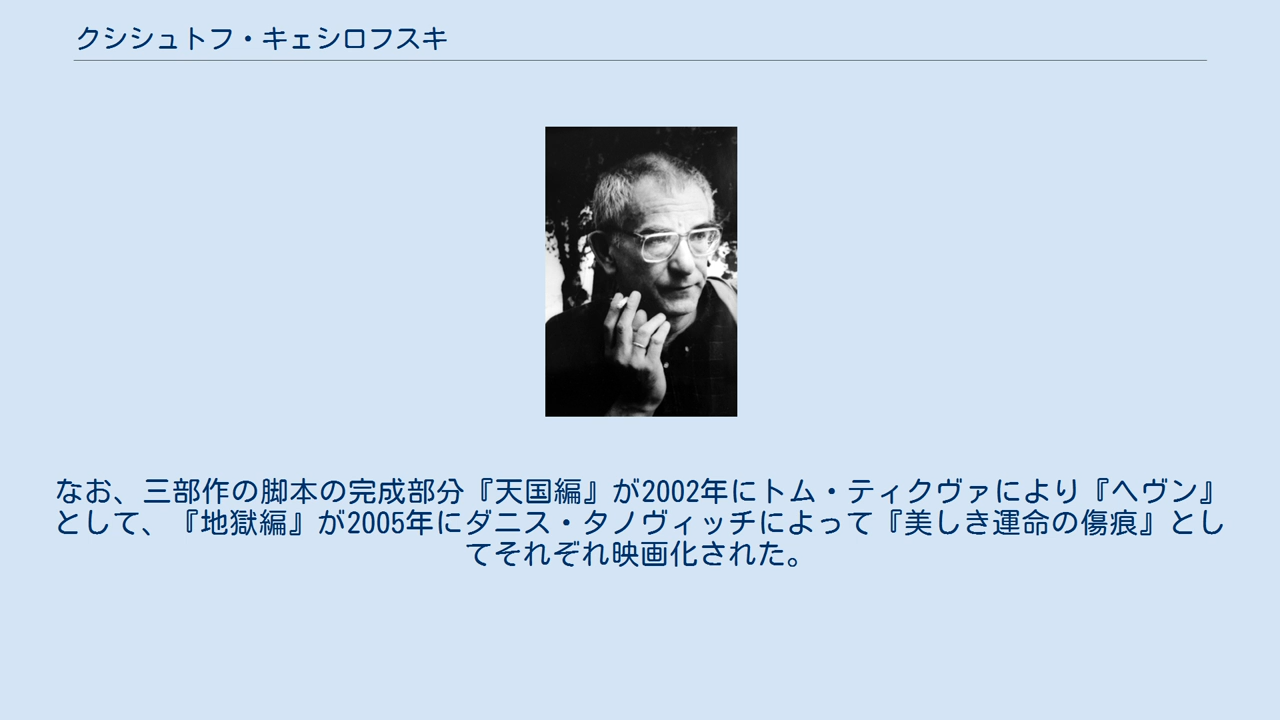 クシシュトフ・キェシロフスキ
なお、三部作の脚本の完成部分『天国編』が2002年にトム・ティクヴァにより『ヘヴン』
として、『地獄編』が2005年にダニス・タノヴィッチによって『美しき運命の傷痕』とし
てそれぞれ映画化された。